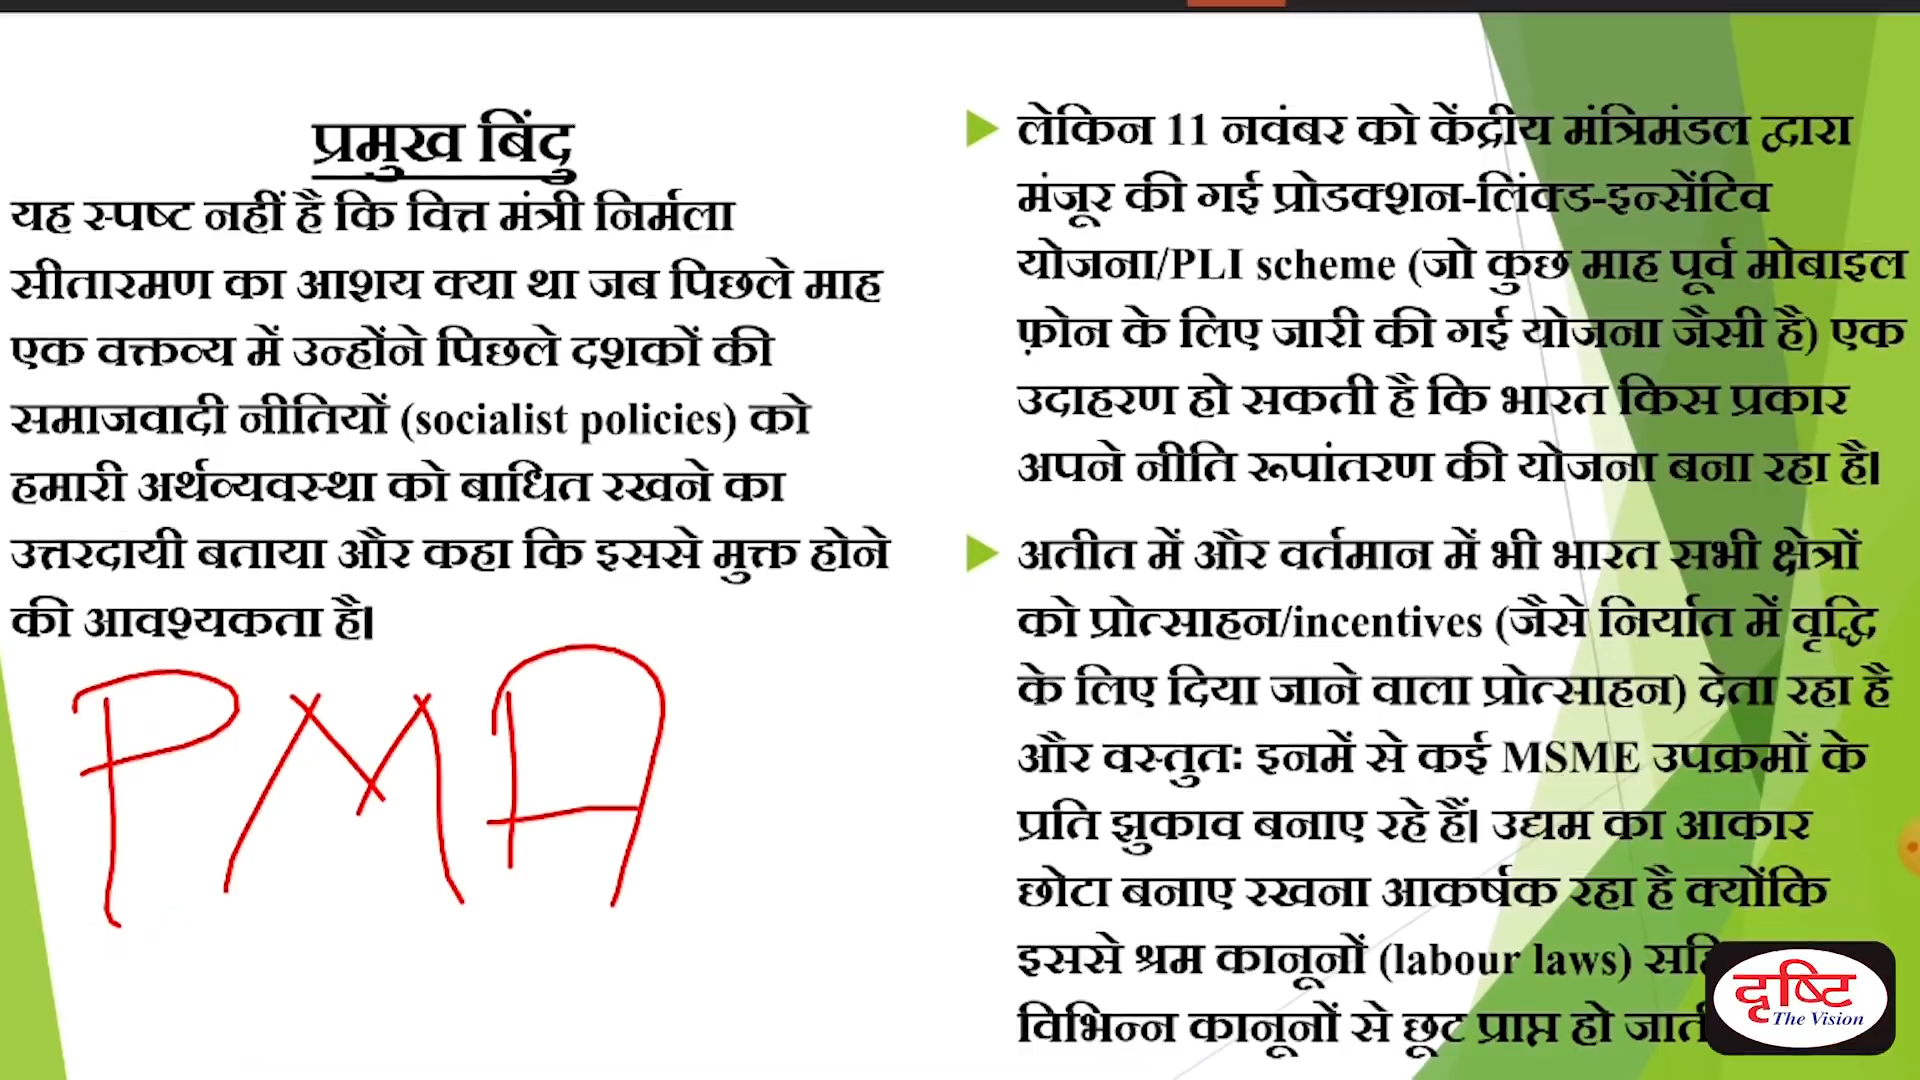 प्रमुख बिंदु
यह स्पष्ट नहीं है कि वित्त मंत्री निर्मला
सीतारमण का आशय क्या था जब पिछले माह
एक वक्तव्य में उन्होंने पिछले दशकों की
समाजवादी नीतियों (socialist policies) को
हमारी अर्थव्यवस्था को बाधित रखने का
उत्तरदायी बताया और कहा कि इससे मुक्त होने
की आवश्यकता है।
PMA
लेकिन 11 नवंबर को केंद्रीय मंत्रिमंडल द्वारा
मंजूर की गई प्रोडक्शन-लिंक्ड-इन्सेंटिव
योजना/PLI scheme (जो कुछ माह पूर्व मोबाइल
फ़ोन के लिए जारी की गई योजना जैसी है) एक
उदाहरण हो सकती है कि भारत किस प्रकार
अपने नीति रूपांतरण की योजना बना रहा है।
अतीत में और वर्तमान में भी भारत सभी क्षेत्रों
को प्रोत्साहन/incentives (जैसे निर्यात में वृद्धि
के लिए दिया जाने वाला प्रोत्साहन) देता रहा है
और वस्तुतः इनमें से कई MSME उपक्रमों के
प्रति झुकाव बनाए रहे हैं। उद्यम का आकार
छोटा बनाए रखना आकर्षक रहा है क्योंकि
इससे श्रम कानूनों (labour laws)
विभिन्न कानूनों से छूट प्राप्त हो
दृष्टि
The Vision